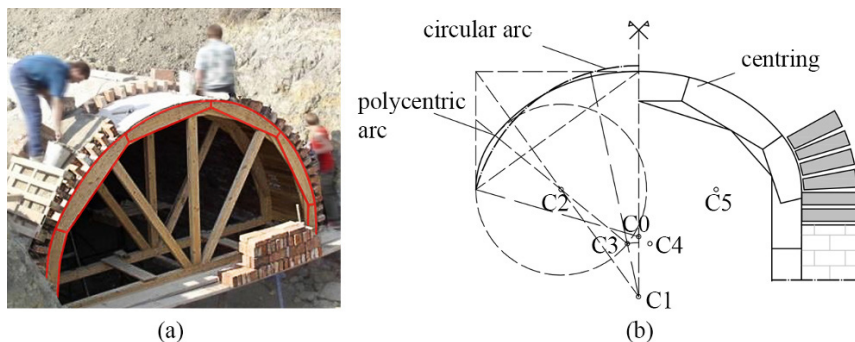 circular arc
centring
polycentric
arc
C2
C5
C0
C3
C4
C1
(a)
(b)